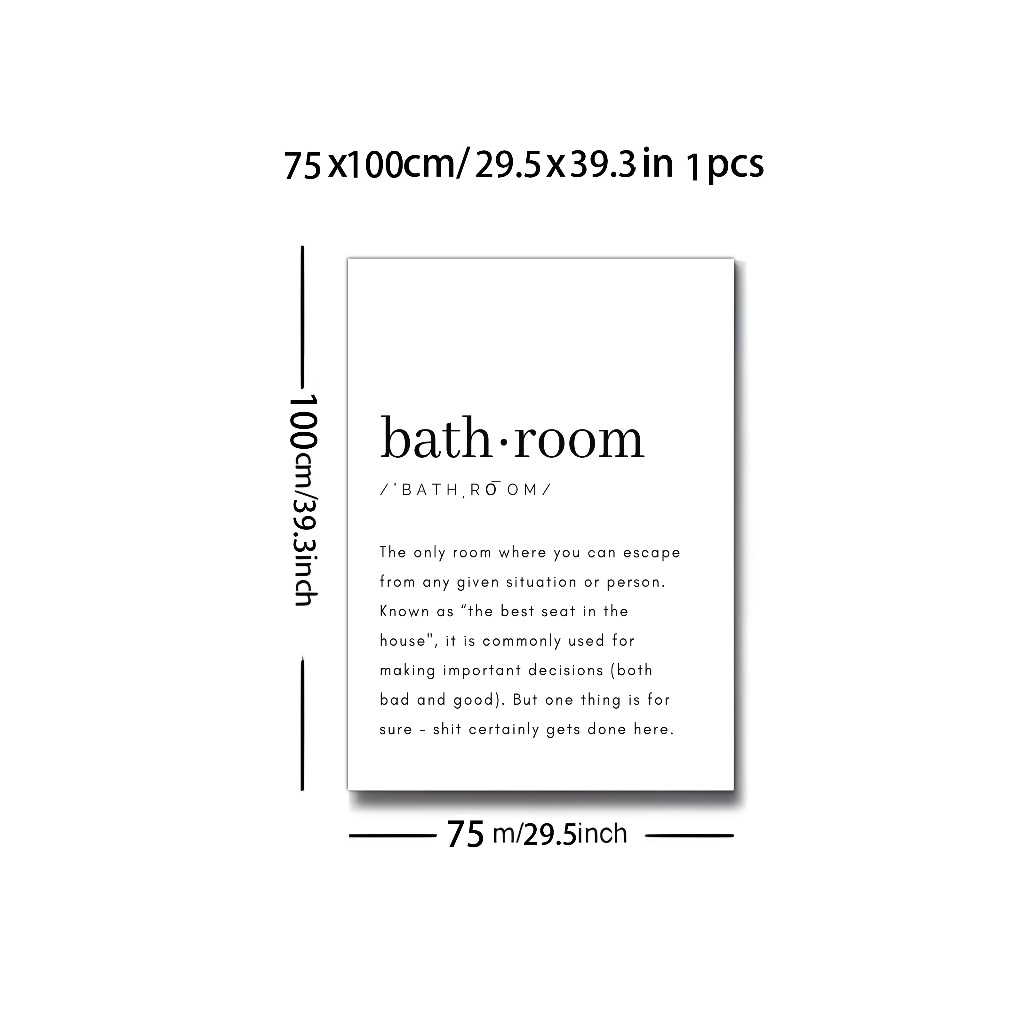 75x100cm/29.5x39.3in 1pcs
100cm/39.3inch
bath·room
/'BATH,RO͞OM/
The only room where you can escape
from any given situation or person.
Known as “the best seat in the
house", it is commonly used for
making important decisions (both
bad and good). But one thing is for
sure - shit certainly gets done here.
75 m/29.5inch